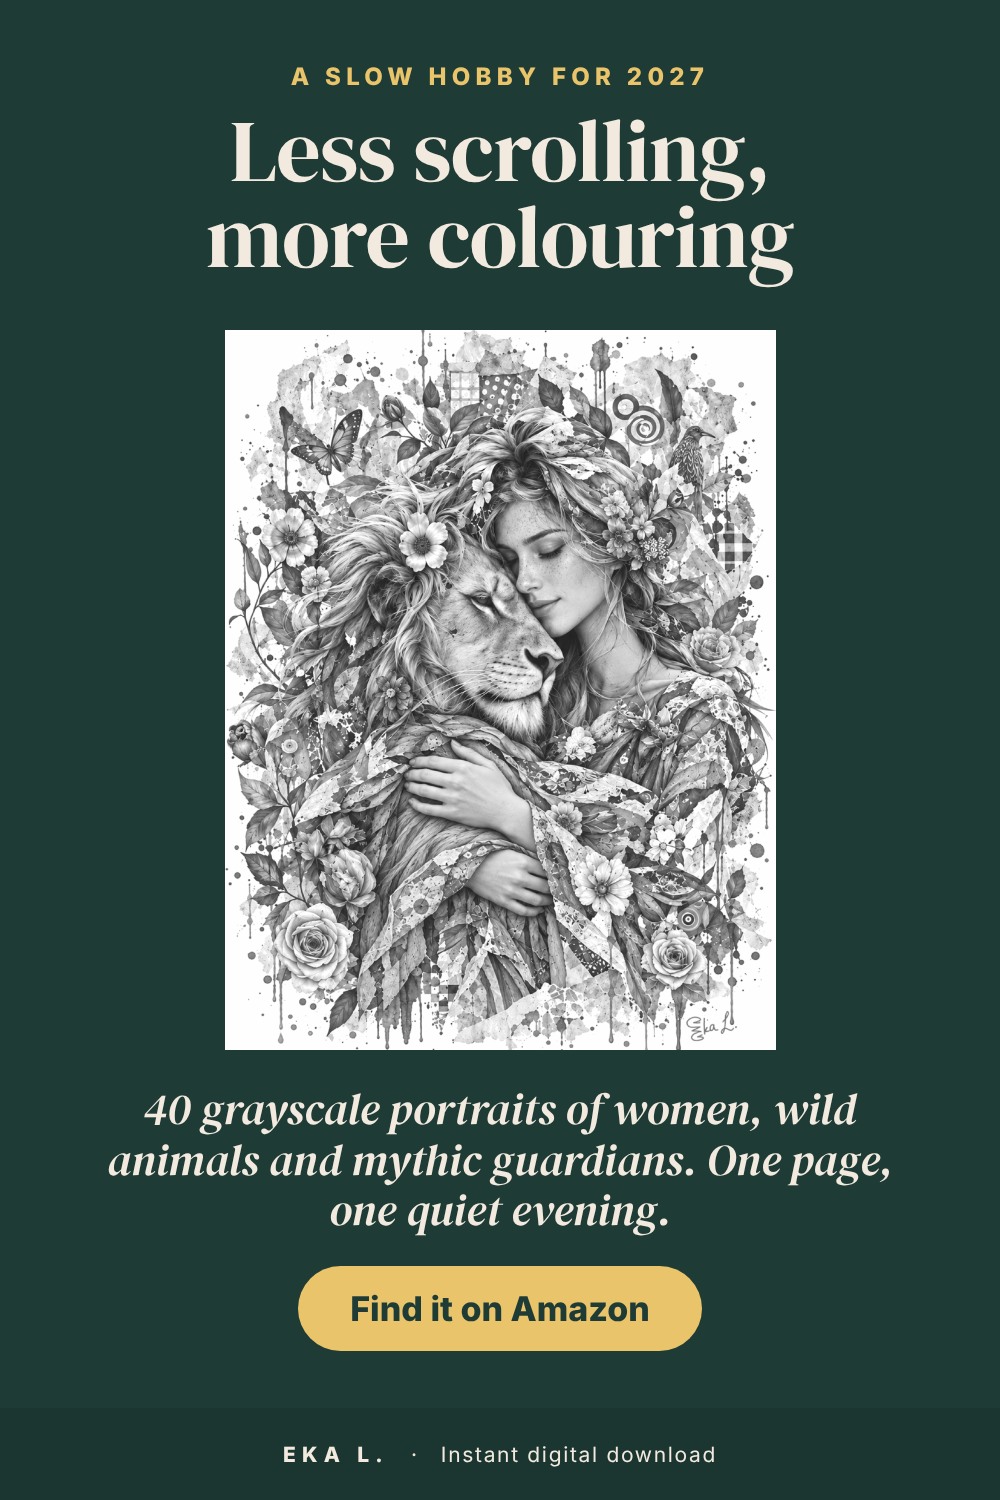 A SLOW HOBBY FOR 2027
Less scrolling,
more colouring
Eka L.
40 grayscale portraits of women, wild
animals and mythic guardians. One page,
one quiet evening.
Find it on Amazon
EKA L. · Instant digital download